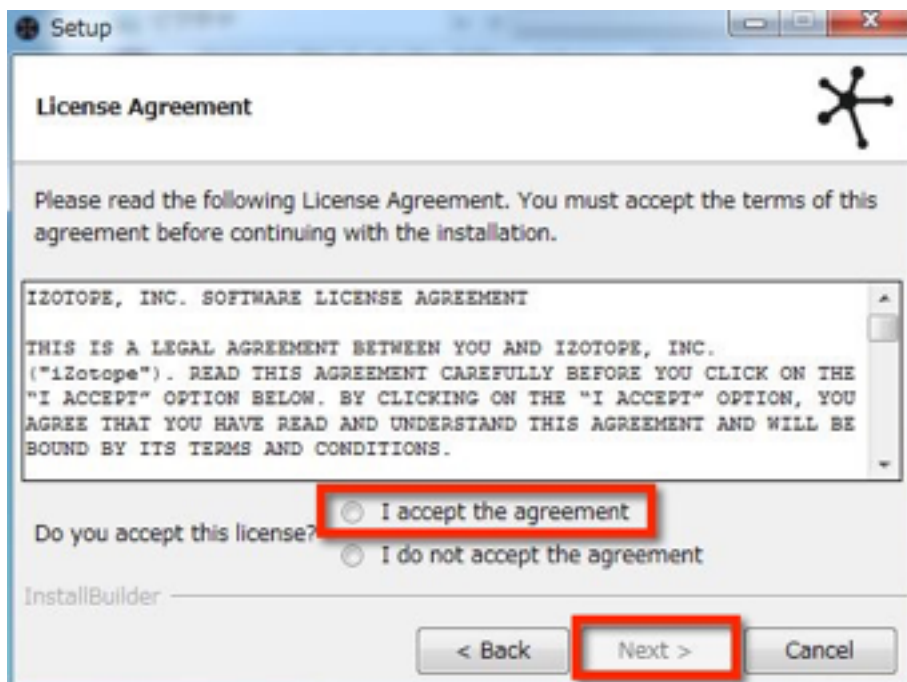 Setup
License Agreement
Please read the following License Agreement. You must accept the terms of this
agreement before continuing with the installation.
IZOTOPE, INC. SOFTWARE LICENSE AGREEMENT
THIS IS A LEGAL AGREEMENT BETWEEN YOU AND IZOTOPE, INC.
("iZotope"). READ THIS AGREEMENT CAREFULLY BEFORE YOU CLICK ON THE
"I ACCEPT" OPTION BELOW. BY CLICKING ON THE "I ACCEPT" OPTION, YOU
AGREE THAT YOU HAVE READ AND UNDERSTAND THIS AGREEMENT AND WILL BE
BOUND BY ITS TERMS AND CONDITIONS.
Do you accept this license?
I accept the agreement
I do not accept the agreement
InstallBuilder
< Back
Next >
Cancel